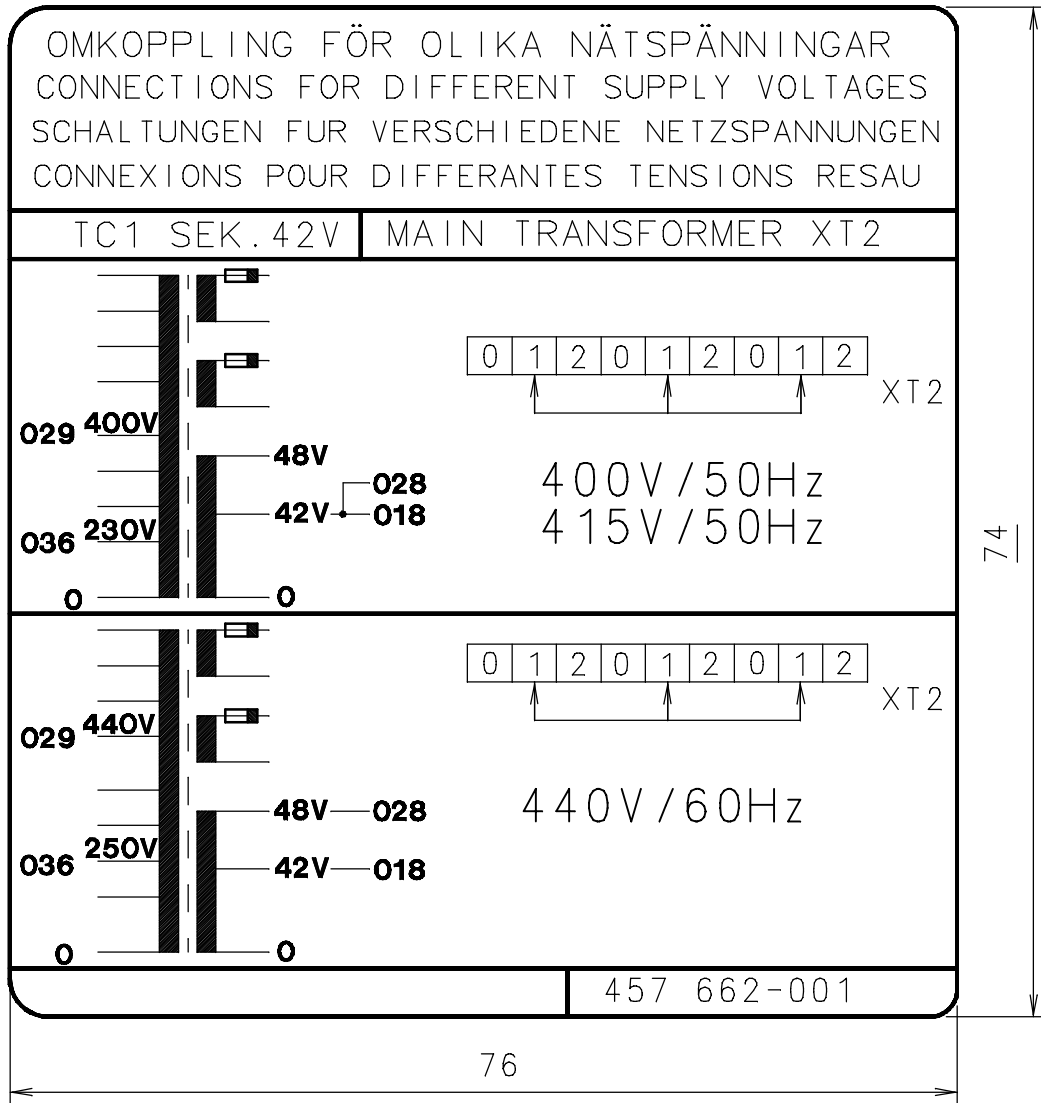 OMKOPPLING FÖR OLIKA NÄTSPÄNNINGAR
CONNECTIONS FOR DIFFERENT SUPPLY VOLTAGES
SCHALTUNGEN FUR VERSCHIEDENE NETZSPANNUNGEN
CONNEXIONS POUR DIFFERANTES TENSIONS RESAU
TC1 SEK.42V
MAIN TRANSFORMER XT2
0 1 2 0 1 2 0 1 2
XT2
029 400V
48V
028
42V 018
036 230V
0
0
400V/50Hz
415V/50Hz
74
0 1 2 0 1 2 0 1 2
XT2
029 440V
48V 028
036 250V
42V 018
0
0
440V/60Hz
457 662-001
76